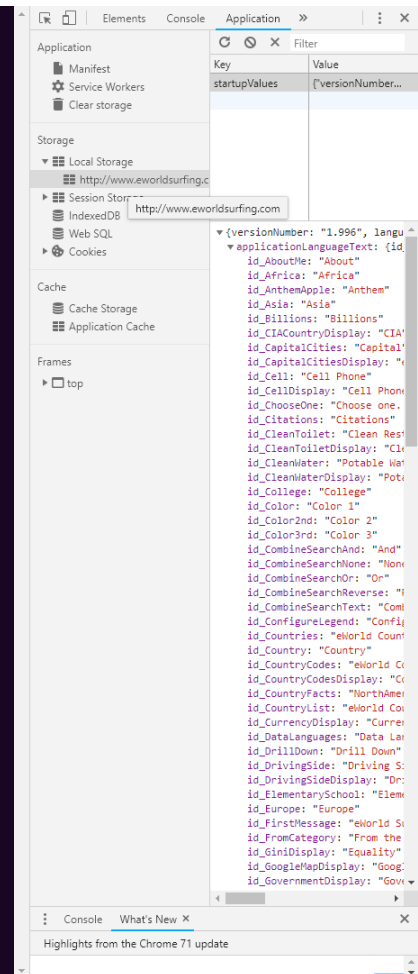 Elements Console Application »
Application
Manifest
Service Workers
Clear storage
Storage
Local Storage
http://www.eworldsurfing.c
Session Storage
http://www.eworldsurfing.com
IndexedDB
Web SQL
Cookies
Cache
Cache Storage
Application Cache
Frames
top
Filter
Key Value
startupValues {"versionNumber...
{versionNumber: "1.996", langu
applicationLanguageText: {id_
id_AboutMe: "About"
id_Africa: "Africa"
id_AnthemApple: "Anthem"
id_Asia: "Asia"
id_Billions: "Billions"
id_CIACountryDisplay: "CIA"
id_CapitalCities: "Capital"
id_CapitalCitiesDisplay: "e
id_Cell: "Cell Phone"
id_CellDisplay: "Cell Phone
id_ChooseOne: "Choose one.
id_Citations: "Citations"
id_CleanToilet: "Clean Rest
id_CleanToiletDisplay: "Cle
id_CleanWater: "Potable Wat
id_CleanWaterDisplay: "Pota
id_College: "College"
id_Color: "Color 1"
id_Color2nd: "Color 2"
id_Color3rd: "Color 3"
id_CombineSearchAnd: "And"
id_CombineSearchNone: "None
id_CombineSearchOr: "Or"
id_CombineSearchReverse: "R
id_CombineSearchText: "Comb
id_ConfigureLegend: "Config
id_Countries: "eWorld Count
id_Country: "Country"
id_CountryCodes: "eWorld Co
id_CountryCodesDisplay: "Co
id_CountryFacts: "NorthAmer
id_CountryList: "eWorld Cou
id_CurrencyDisplay: "Curren
id_DataLanguages: "Data Lan
id_DrillDown: "Drill Down"
id_DrivingSide: "Driving Si
id_DrivingSideDisplay: "Dri
id_ElementarySchool: "Eleme
id_Europe: "Europe"
id_FirstMessage: "eWorld Su
id_FromCategory: "From the
id_GiniDisplay: "Equality"
id_GoogleMapDisplay: "Goog
id_GovernmentDisplay: "Gove
Console What's New ×
Highlights from the Chrome 71 update